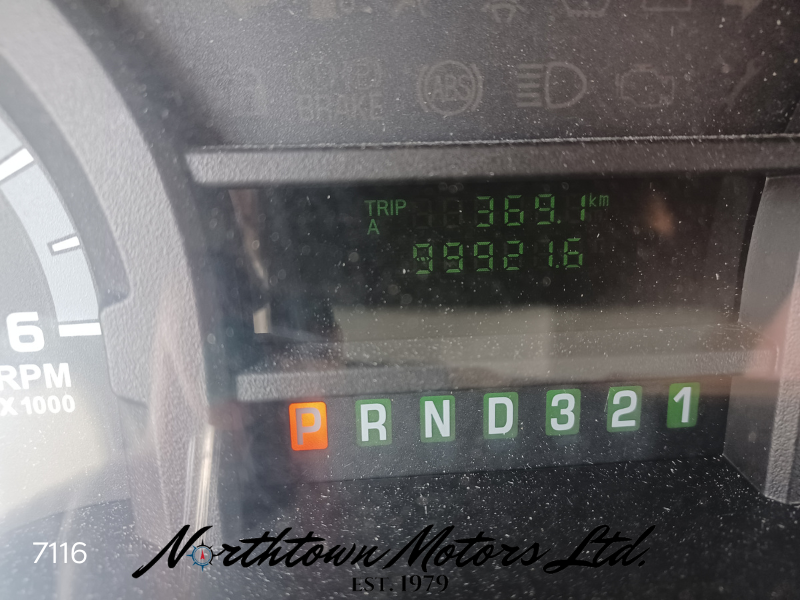 BRAKE
ABS
TRIP A 369.1 km
99921.6
6
RPM
X 1000
P R N D 3 2 1
7116
Northtown Motors Ltd.
EST. 1979